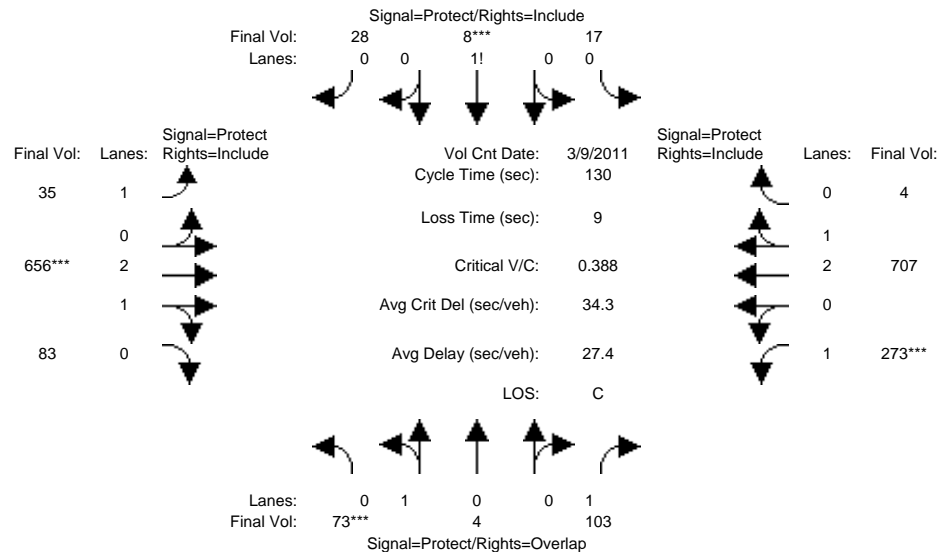 Signal=Protect/Rights=Include
Final Vol: 28 8*** 17
Lanes: 0 0 1! 0 0
Signal=Protect Signal=Protect
Final Vol: Lanes: Rights=Include Vol Cnt Date: 3/9/2011 Rights=Include Lanes: Final Vol:
Cycle Time (sec): 130
35 1 0 4
Loss Time (sec): 9
0 1
656*** 2 Critical V/C: 0.388 2 707
1 Avg Crit Del (sec/veh): 34.3 0
83 0 Avg Delay (sec/veh): 27.4 1 273***
LOS: C
Lanes: 0 1 0 0 1
Final Vol: 73*** 4 103
Signal=Protect/Rights=Overlap